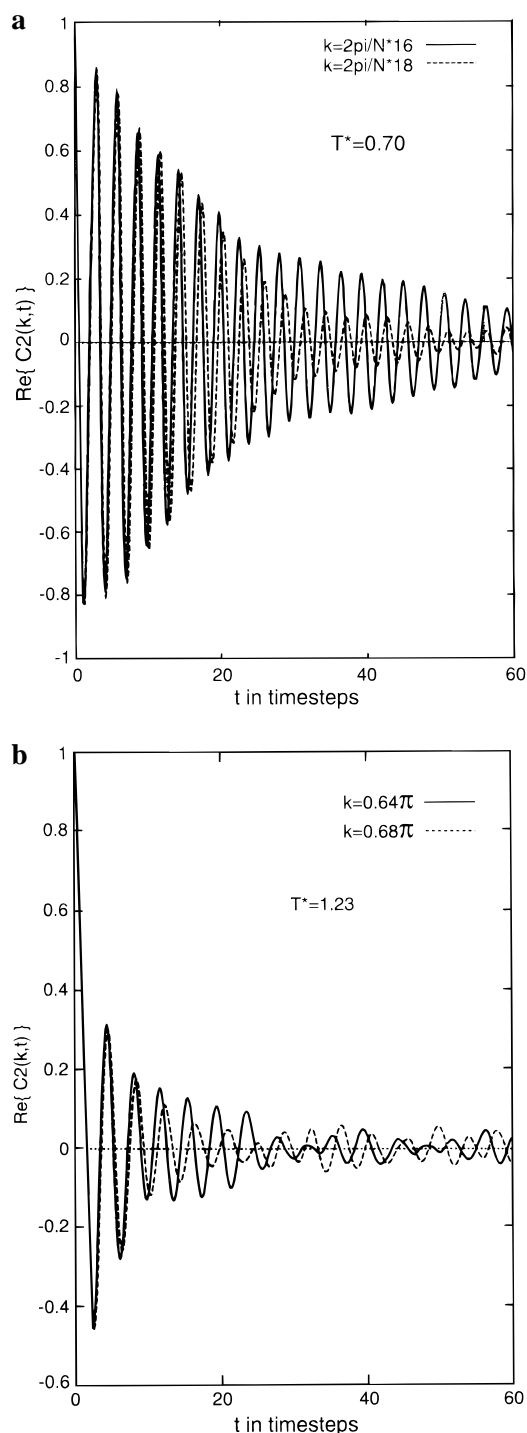 a
1
k=2pi/N*16
k=2pi/N*18
0.8
T*=0.70
0.6
0.4
0.2
0
-0.2
-0.4
-0.6
-0.8
-1
Re{ C2(k,t) }
0 20 40 60
t in timesteps
b
1
k=0.64π
k=0.68π
0.8
T*=1.23
0.6
0.4
0.2
0
-0.2
-0.4
-0.6
Re{ C2(k,t) }
0 20 40 60
t in timesteps